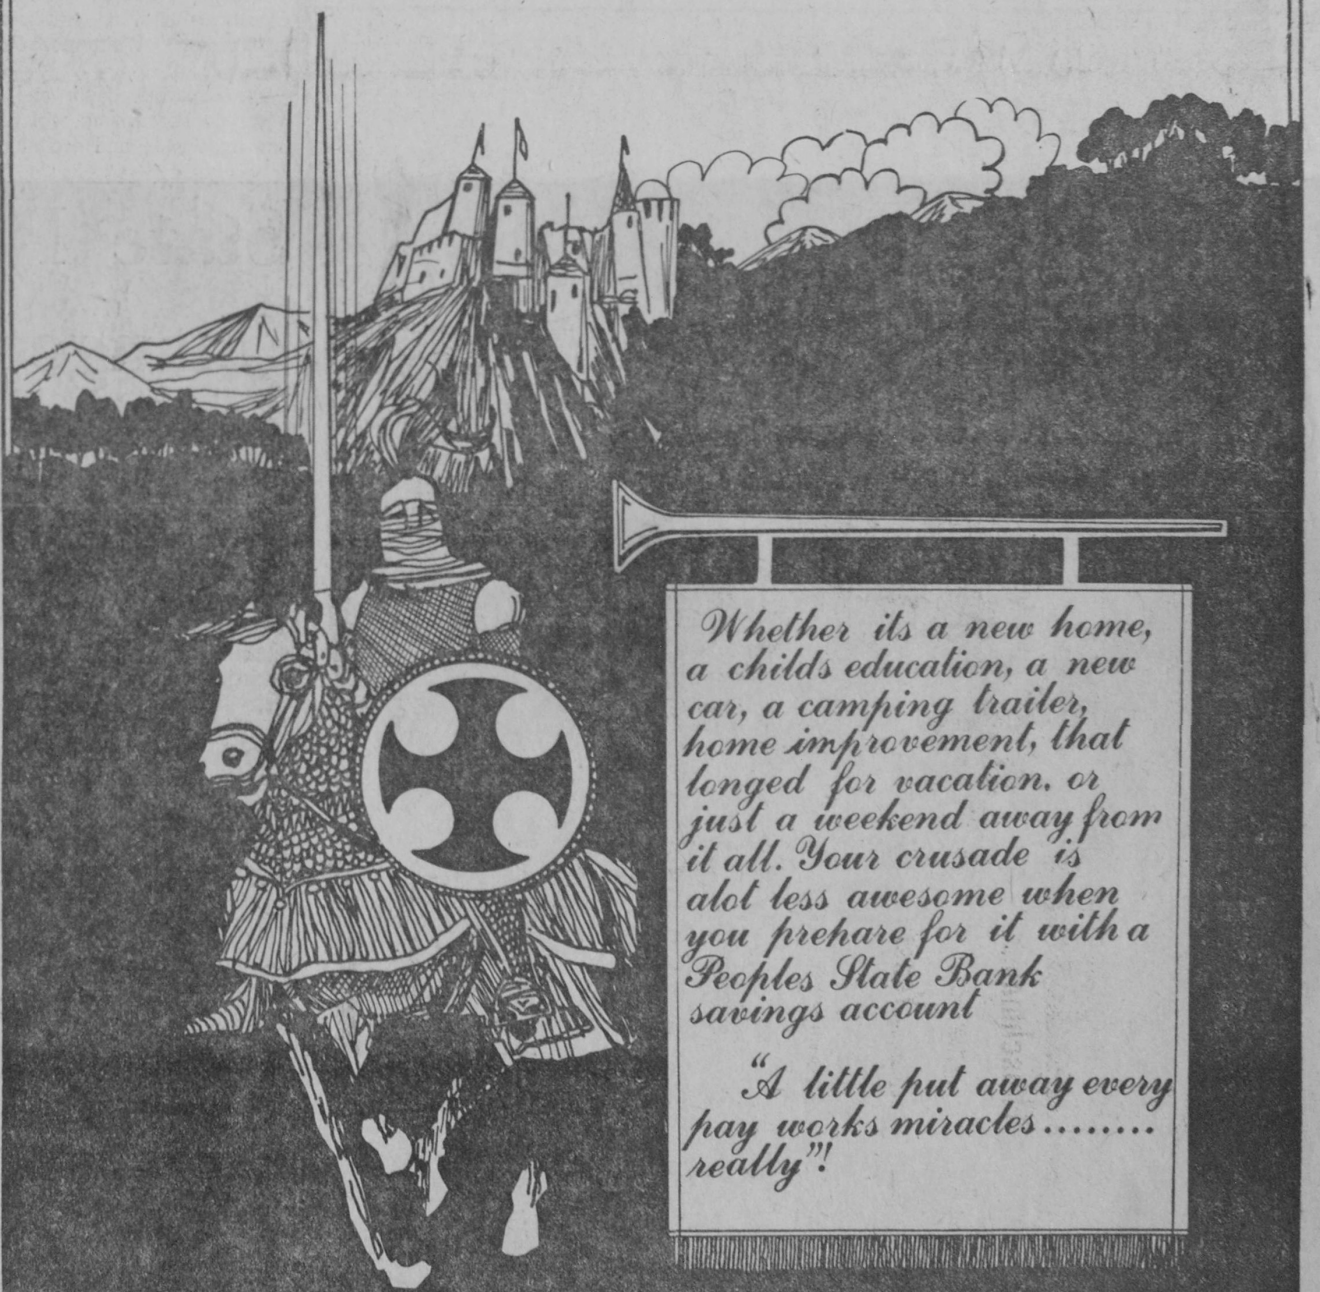 Whether its a new home,
a childs education, a new
car, a camping trailer,
home improvement, that
longed for vacation. or
just a weekend away from
it all. Your crusade is
alot less awesome when
you prehare for it with a
Peoples State Bank
savings account
"A little put away every
pay works miracles........
really"!